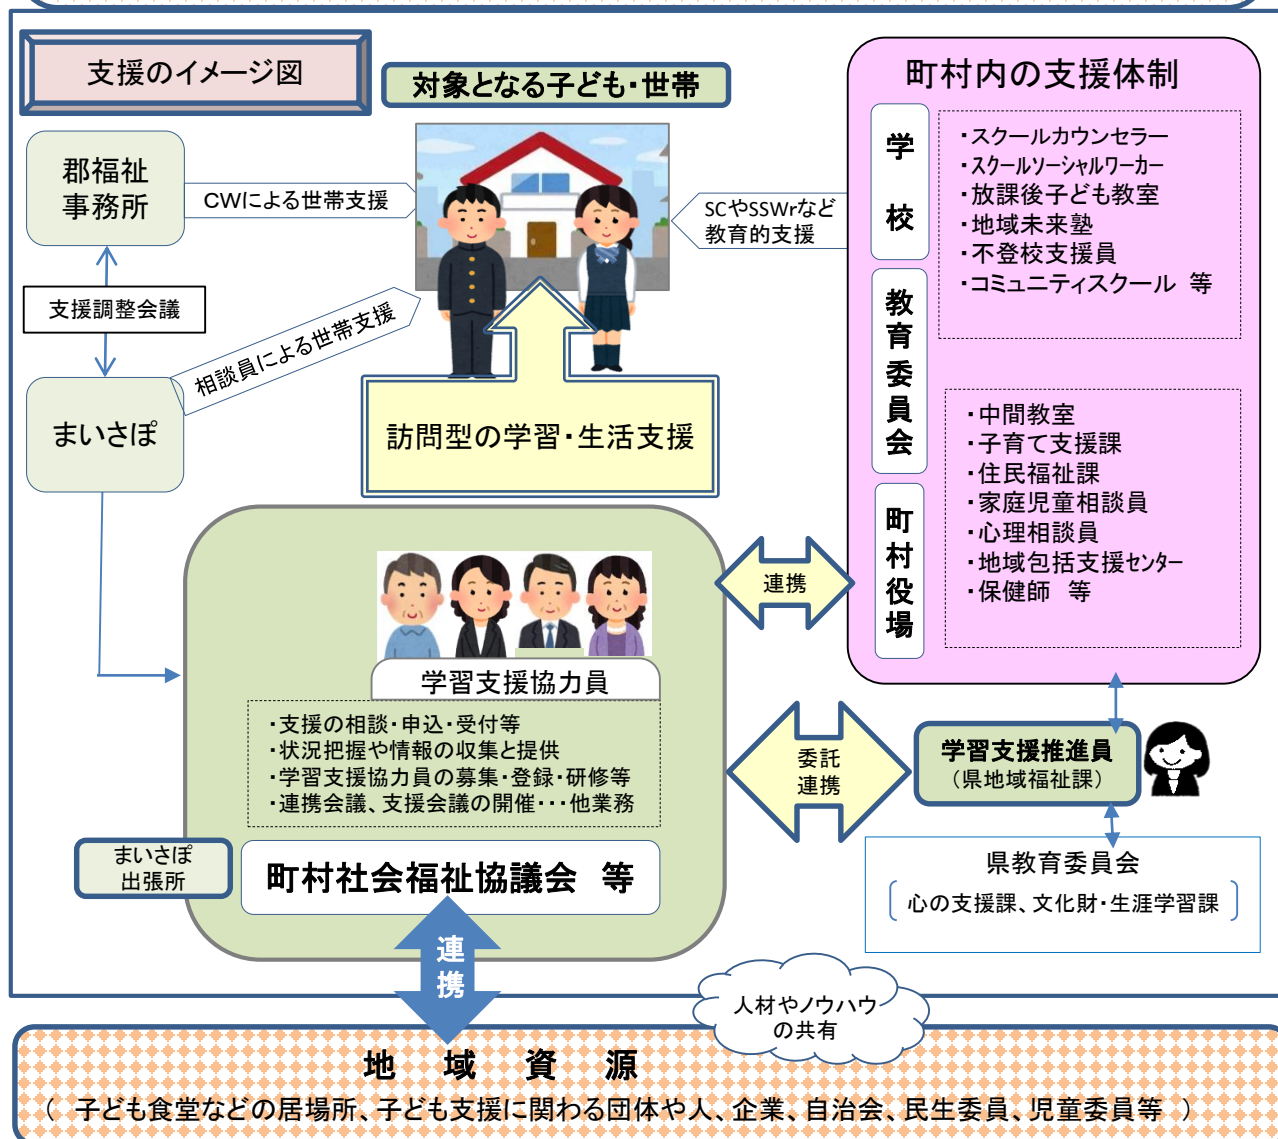 支援のイメージ図
対象となる子ども・世帯
郡福祉
事務所
CWによる世帯支援
支援調整会議
相談員による世帯支援
まいさぽ
SCやSSWrなど
教育的支援
訪問型の学習・生活支援
町村内の支援体制
学校
・スクールカウンセラー
・スクールソーシャルワーカー
・放課後子ども教室
・地域未来塾
・不登校支援員
・コミュニティスクール 等
教育委員会
・中間教室
・子育て支援課
・住民福祉課
・家庭児童相談員
・心理相談員
・地域包括支援センター
・保健師 等
町村役場
連携
学習支援協力員
・支援の相談・申込・受付等
・状況把握や情報の収集と提供
・学習支援協力員の募集・登録・研修等
・連携会議、支援会議の開催・・・他業務
まいさぽ
出張所
町村社会福祉協議会 等
委託
連携
学習支援推進員
（県地域福祉課）
県教育委員会
心の支援課、文化財・生涯学習課
連携
人材やノウハウ
の共有
地域資源
（ 子ども食堂などの居場所、子ども支援に関わる団体や人、企業、自治会、民生委員、児童委員等 ）